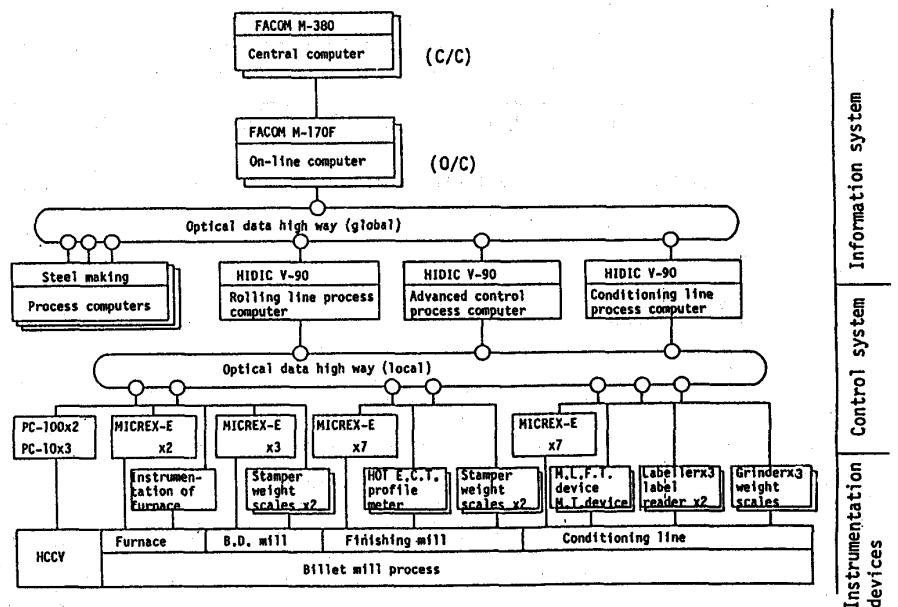 FACOM M-380
Central computer
(C/C)
FACOM M-170F
On-line computer
(O/C)
Optical data high way (global)
Steel making
Process computers
HIDIC V-90
Rolling line process
computer
HIDIC V-90
Advanced control
process computer
HIDIC V-90
Conditioning line
process computer
Optical data high way (local)
PC-100x2
PC-10x3
MICREX-E
x2
MICREX-E
x3
MICREX-E
x7
MICREX-E
x7
Instrumen-
tation of
furnace
Stamper
weight
scales x2
HOT E.C.T.
profile
meter
Stamper
weight
scales x2
M.L.F.T.
device
M.T.device
Labellerx3
label
reader x2
Grinderx3
weight
scales
HCCV
Furnace
B.D. mill
Finishing mill
Conditioning line
Billet mill process
Information system
Control system
Instrumentation
devices